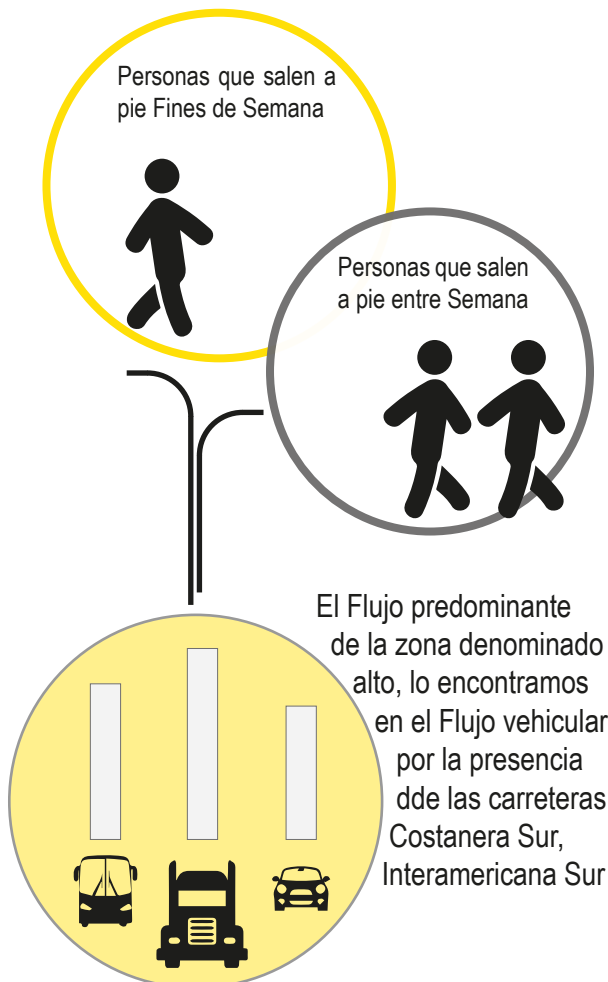 Personas que salen a
pie Fines de Semana
Personas que salen
a pie entre Semana
El Flujo predominante
de la zona denominado
alto, lo encontramos
en el Flujo vehicular
por la presencia
dde las carreteras
Costanera Sur,
Interamericana Sur